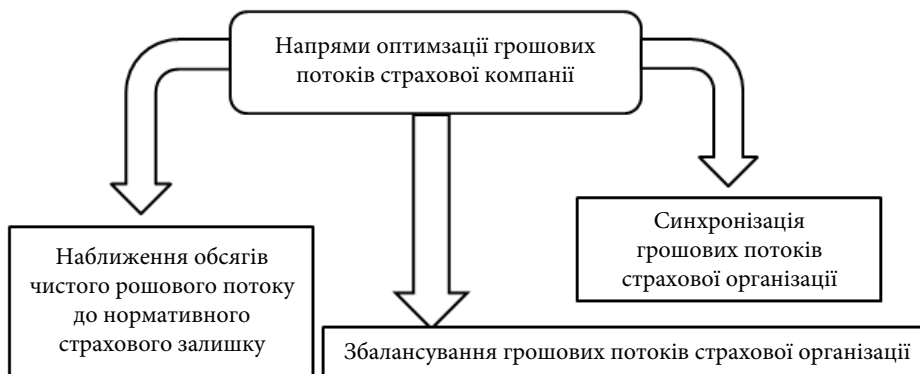 Напрями оптимзації грошових
потоків страхової компанії
Наближення обсягів
чистого рошового потоку
до нормативного
страхового залишку
Синхронізація
грошових потоків
страхової організації
Збалансування грошових потоків страхової організації